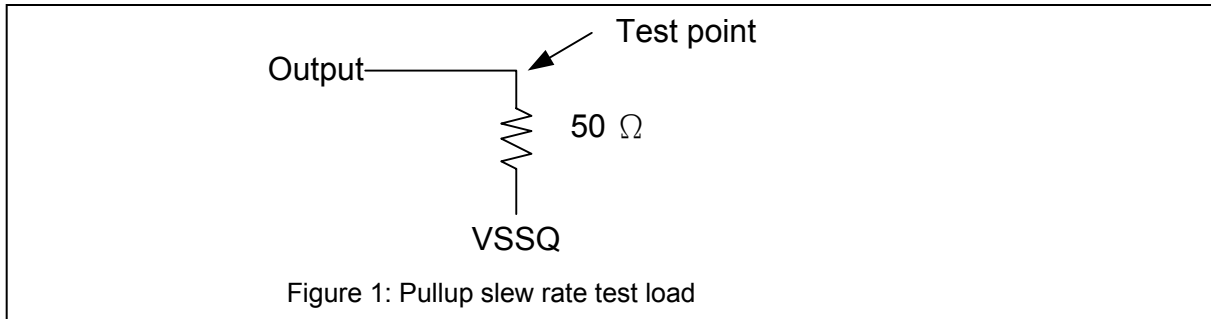 Test point
Output
50 Ω
VSSQ
Figure 1: Pullup slew rate test load